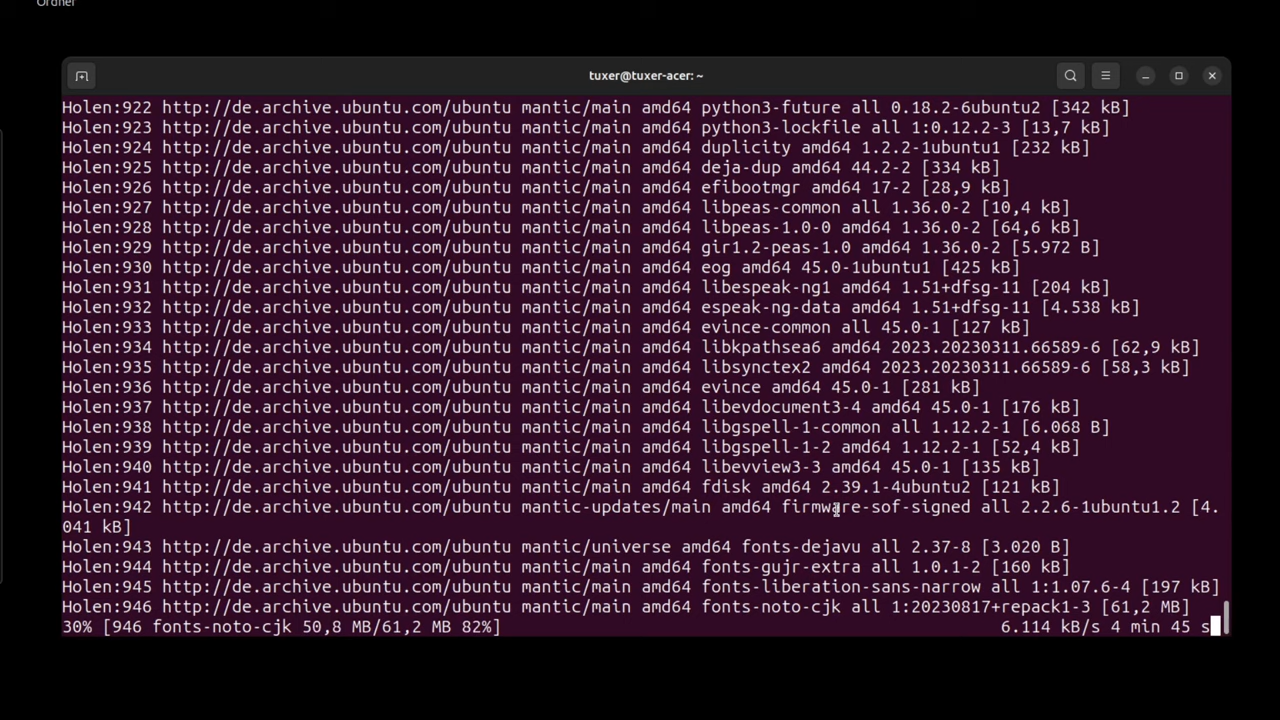 Ordner
tuxer@tuxer-acer: ~
Holen:922 http://de.archive.ubuntu.com/ubuntu mantic/main amd64 python3-future all 0.18.2-6ubuntu2 [342 kB]
Holen:923 http://de.archive.ubuntu.com/ubuntu mantic/main amd64 python3-lockfile all 1:0.12.2-3 [13,7 kB]
Holen:924 http://de.archive.ubuntu.com/ubuntu mantic/main amd64 duplicity amd64 1.2.2-1ubuntu1 [232 kB]
Holen:925 http://de.archive.ubuntu.com/ubuntu mantic/main amd64 deja-dup amd64 44.2-2 [334 kB]
Holen:926 http://de.archive.ubuntu.com/ubuntu mantic/main amd64 efibootmgr amd64 17-2 [28,9 kB]
Holen:927 http://de.archive.ubuntu.com/ubuntu mantic/main amd64 libpeas-common all 1.36.0-2 [10,4 kB]
Holen:928 http://de.archive.ubuntu.com/ubuntu mantic/main amd64 libpeas-1.0-0 amd64 1.36.0-2 [64,6 kB]
Holen:929 http://de.archive.ubuntu.com/ubuntu mantic/main amd64 gir1.2-peas-1.0 amd64 1.36.0-2 [5.972 B]
Holen:930 http://de.archive.ubuntu.com/ubuntu mantic/main amd64 eog amd64 45.0-1ubuntu1 [425 kB]
Holen:931 http://de.archive.ubuntu.com/ubuntu mantic/main amd64 libespeak-ng1 amd64 1.51+dfsg-11 [204 kB]
Holen:932 http://de.archive.ubuntu.com/ubuntu mantic/main amd64 espeak-ng-data amd64 1.51+dfsg-11 [4.538 kB]
Holen:933 http://de.archive.ubuntu.com/ubuntu mantic/main amd64 evince-common all 45.0-1 [127 kB]
Holen:934 http://de.archive.ubuntu.com/ubuntu mantic/main amd64 libkpathsea6 amd64 2023.20230311.66589-6 [62,9 kB]
Holen:935 http://de.archive.ubuntu.com/ubuntu mantic/main amd64 libsynctex2 amd64 2023.20230311.66589-6 [58,3 kB]
Holen:936 http://de.archive.ubuntu.com/ubuntu mantic/main amd64 evince amd64 45.0-1 [281 kB]
Holen:937 http://de.archive.ubuntu.com/ubuntu mantic/main amd64 libevdocument3-4 amd64 45.0-1 [176 kB]
Holen:938 http://de.archive.ubuntu.com/ubuntu mantic/main amd64 libgspell-1-common all 1.12.2-1 [6.068 B]
Holen:939 http://de.archive.ubuntu.com/ubuntu mantic/main amd64 libgspell-1-2 amd64 1.12.2-1 [52,4 kB]
Holen:940 http://de.archive.ubuntu.com/ubuntu mantic/main amd64 libevview3-3 amd64 45.0-1 [135 kB]
Holen:941 http://de.archive.ubuntu.com/ubuntu mantic/main amd64 fdisk amd64 2.39.1-4ubuntu2 [121 kB]
Holen:942 http://de.archive.ubuntu.com/ubuntu mantic-updates/main amd64 firmware-sof-signed all 2.2.6-1ubuntu1.2 [4.
041 kB]
Holen:943 http://de.archive.ubuntu.com/ubuntu mantic/universe amd64 fonts-dejavu all 2.37-8 [3.020 B]
Holen:944 http://de.archive.ubuntu.com/ubuntu mantic/main amd64 fonts-gujr-extra all 1.0.1-2 [160 kB]
Holen:945 http://de.archive.ubuntu.com/ubuntu mantic/main amd64 fonts-liberation-sans-narrow all 1:1.07.6-4 [197 kB]
Holen:946 http://de.archive.ubuntu.com/ubuntu mantic/main amd64 fonts-noto-cjk all 1:20230817+repack1-3 [61,2 MB]
30% [946 fonts-noto-cjk 50,8 MB/61,2 MB 82%] 6.114 kB/s 4 min 45 s